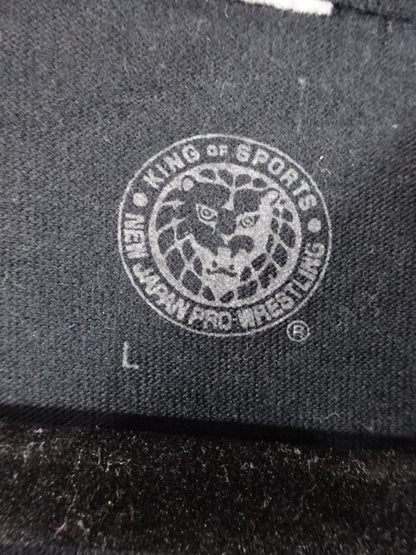 KING OF SPORTS
NEW JAPAN PRO-WRESTLING
®
L